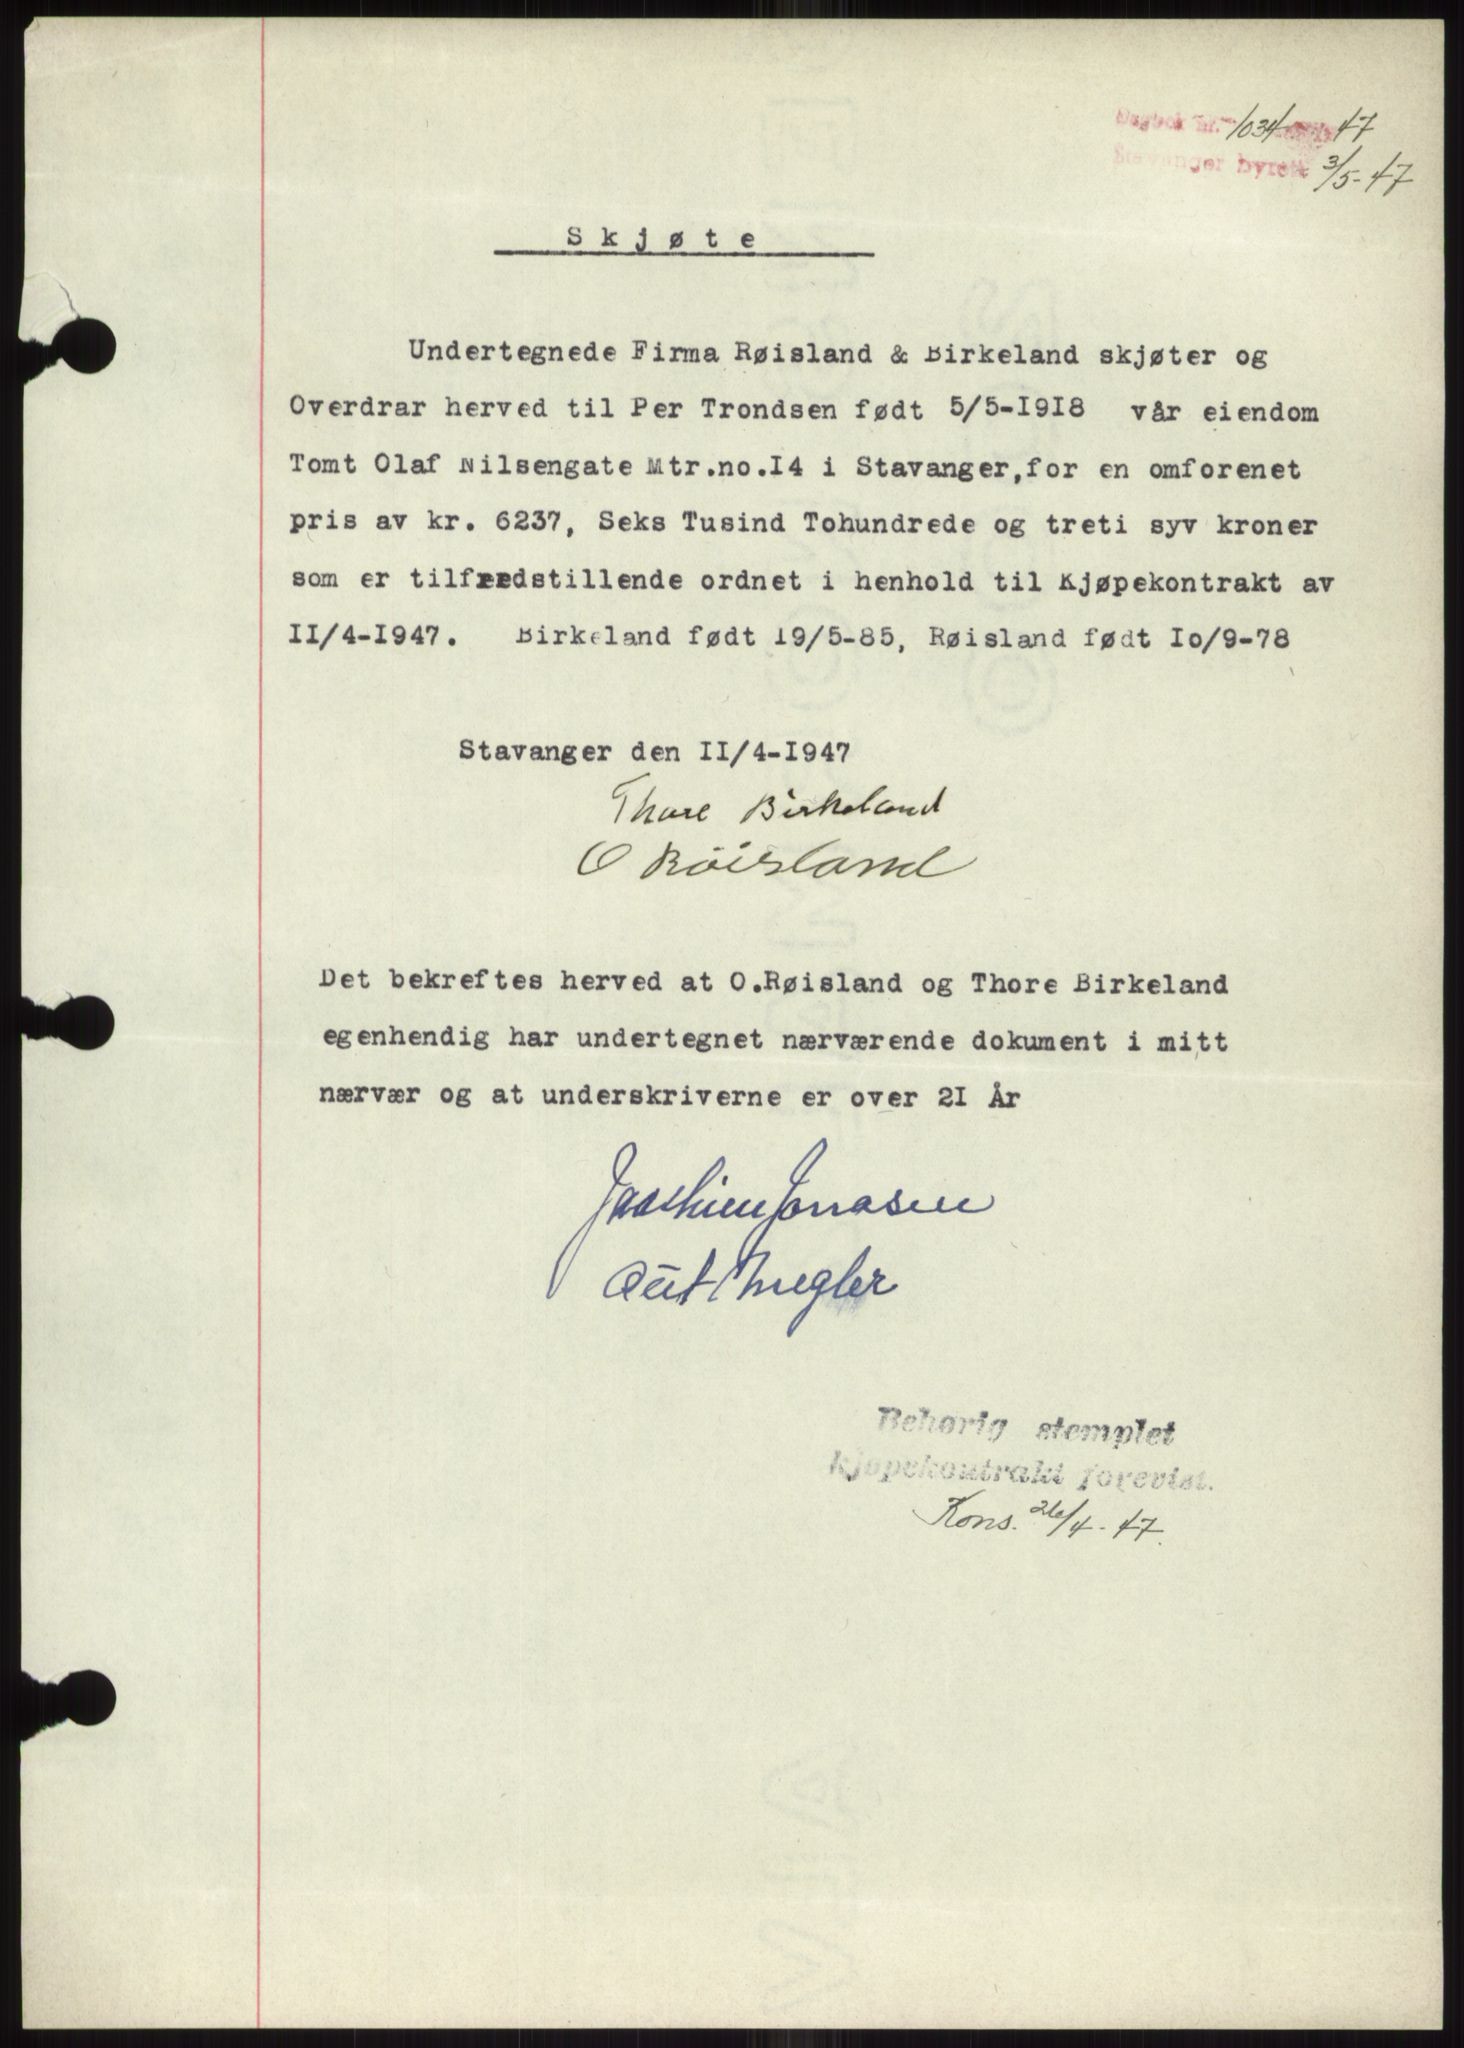 Dagbok nr. 1034 47
Stavanger byrett 3/5-47
Skjøte
Undertegnede Firma Røisland & Birkeland skjøter og
Overdrar herved til Per Trondsen født 5/5-1918 vår eiendom
Tomt Olaf Nilsengate Mtr.no.14 i Stavanger, for en omforenet
pris av kr. 6237, Seks Tusind Tohundrede og treti syv kroner
som er tilfredstillende ordnet i henhold til Kjøpekontrakt av
11/4-1947. Birkeland født 19/5-85, Røisland født 10/9-78
Stavanger den 11/4-1947
Thore Birkeland
O Røisland
Det bekreftes herved at O.Røisland og Thore Birkeland
egenhendig har undertegnet nærværende dokument i mitt
nærvær og at underskriverne er over 21 År
Joachim Jonasen
Aut Megler
Behørig stemplet
kjøpekontrakt forevist.
Kons. 26/4-47.